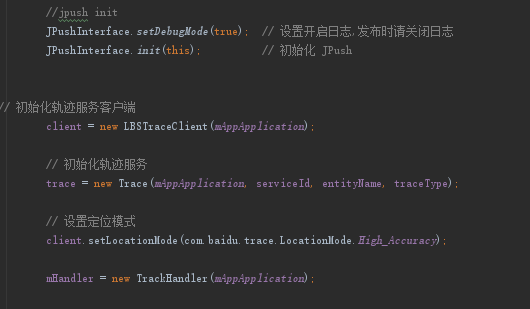 //jpush init
JPushInterface.setDebugMode(true);  // 设置开启日志,发布时请关闭日志
JPushInterface.init(this);  // 初始化 JPush
// 初始化轨迹服务客户端
client = new LBSTraceClient(mAppApplication);
// 初始化轨迹服务
trace = new Trace(mAppApplication, serviceId, entityName, traceType);
// 设置定位模式
client.setLocationMode(com.baidu.trace.LocationMode.High_Accuracy);
mHandler = new TrackHandler(mAppApplication);